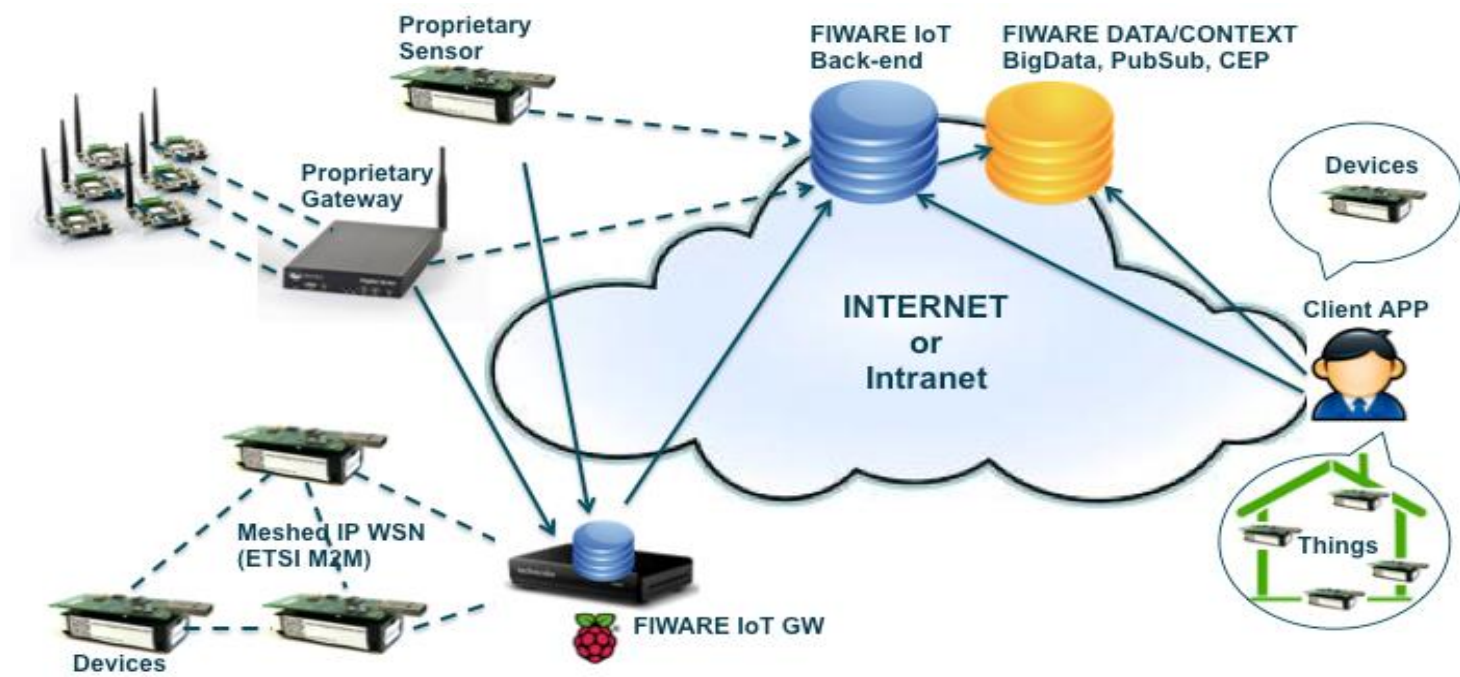 Proprietary
Sensor
FIWARE IoT
Back-end
FIWARE DATA/CONTEXT
BigData, PubSub, CEP
Proprietary
Gateway
Devices
INTERNET
or
Intranet
Client APP
Meshed IP WSN
(ETSI M2M)
Things
FIWARE IoT GW
Devices